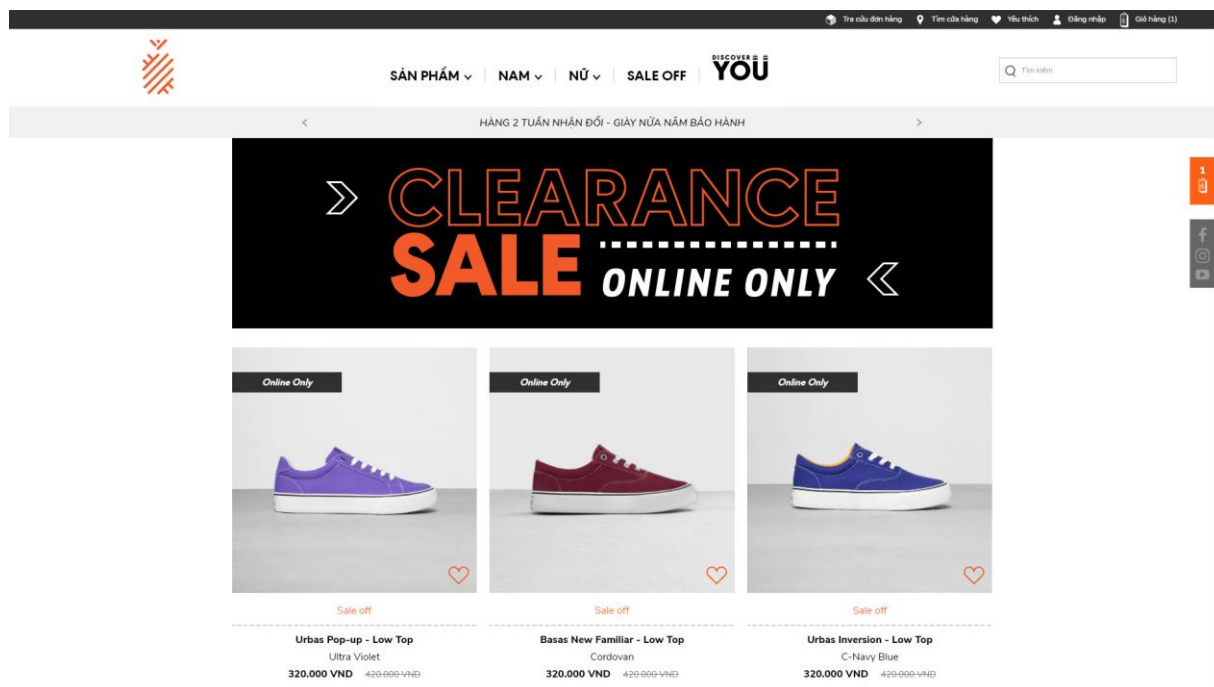 Tra cứu đơn hàng Tìm cửa hàng Yêu thích Đăng nhập Giỏ hàng (1)
DISCOVER
SẢN PHẨM NAM NỮ SALE OFF YOU Tìm kiếm
HÀNG 2 TUẦN NHẬN ĐỔI - GIÀY NỬA NĂM BẢO HÀNH
CLEARANCE
SALE ONLINE ONLY
1
Online Only Online Only Online Only
Sale off Sale off Sale off
Urbas Pop-up - Low Top Basas New Familiar - Low Top Urbas Inversion - Low Top
Ultra Violet Cordovan C-Navy Blue
320.000 VND 420.000 VND 320.000 VND 420.000 VND 320.000 VND 420.000 VND